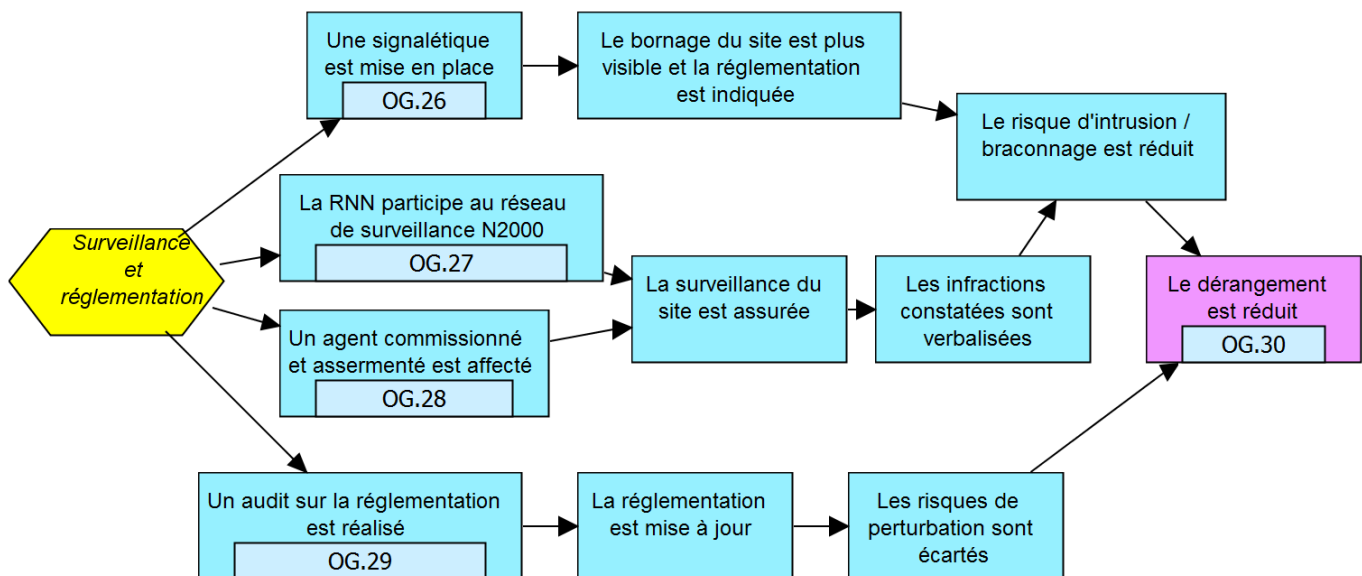 Une signalétique
est mise en place
OG.26
Le bornage du site est plus
visible et la réglementation
est indiquée
Le risque d'intrusion /
braconnage est réduit
La RNN participe au réseau
de surveillance N2000
OG.27
Surveillance
et
réglementation
La surveillance du
site est assurée
Les infractions
constatées sont
verbalisées
Le dérangement
est réduit
OG.30
Un agent commissionné
et assermenté est affecté
OG.28
Un audit sur la réglementation
est réalisé
OG.29
La réglementation
est mise à jour
Les risques de
perturbation sont
écartés